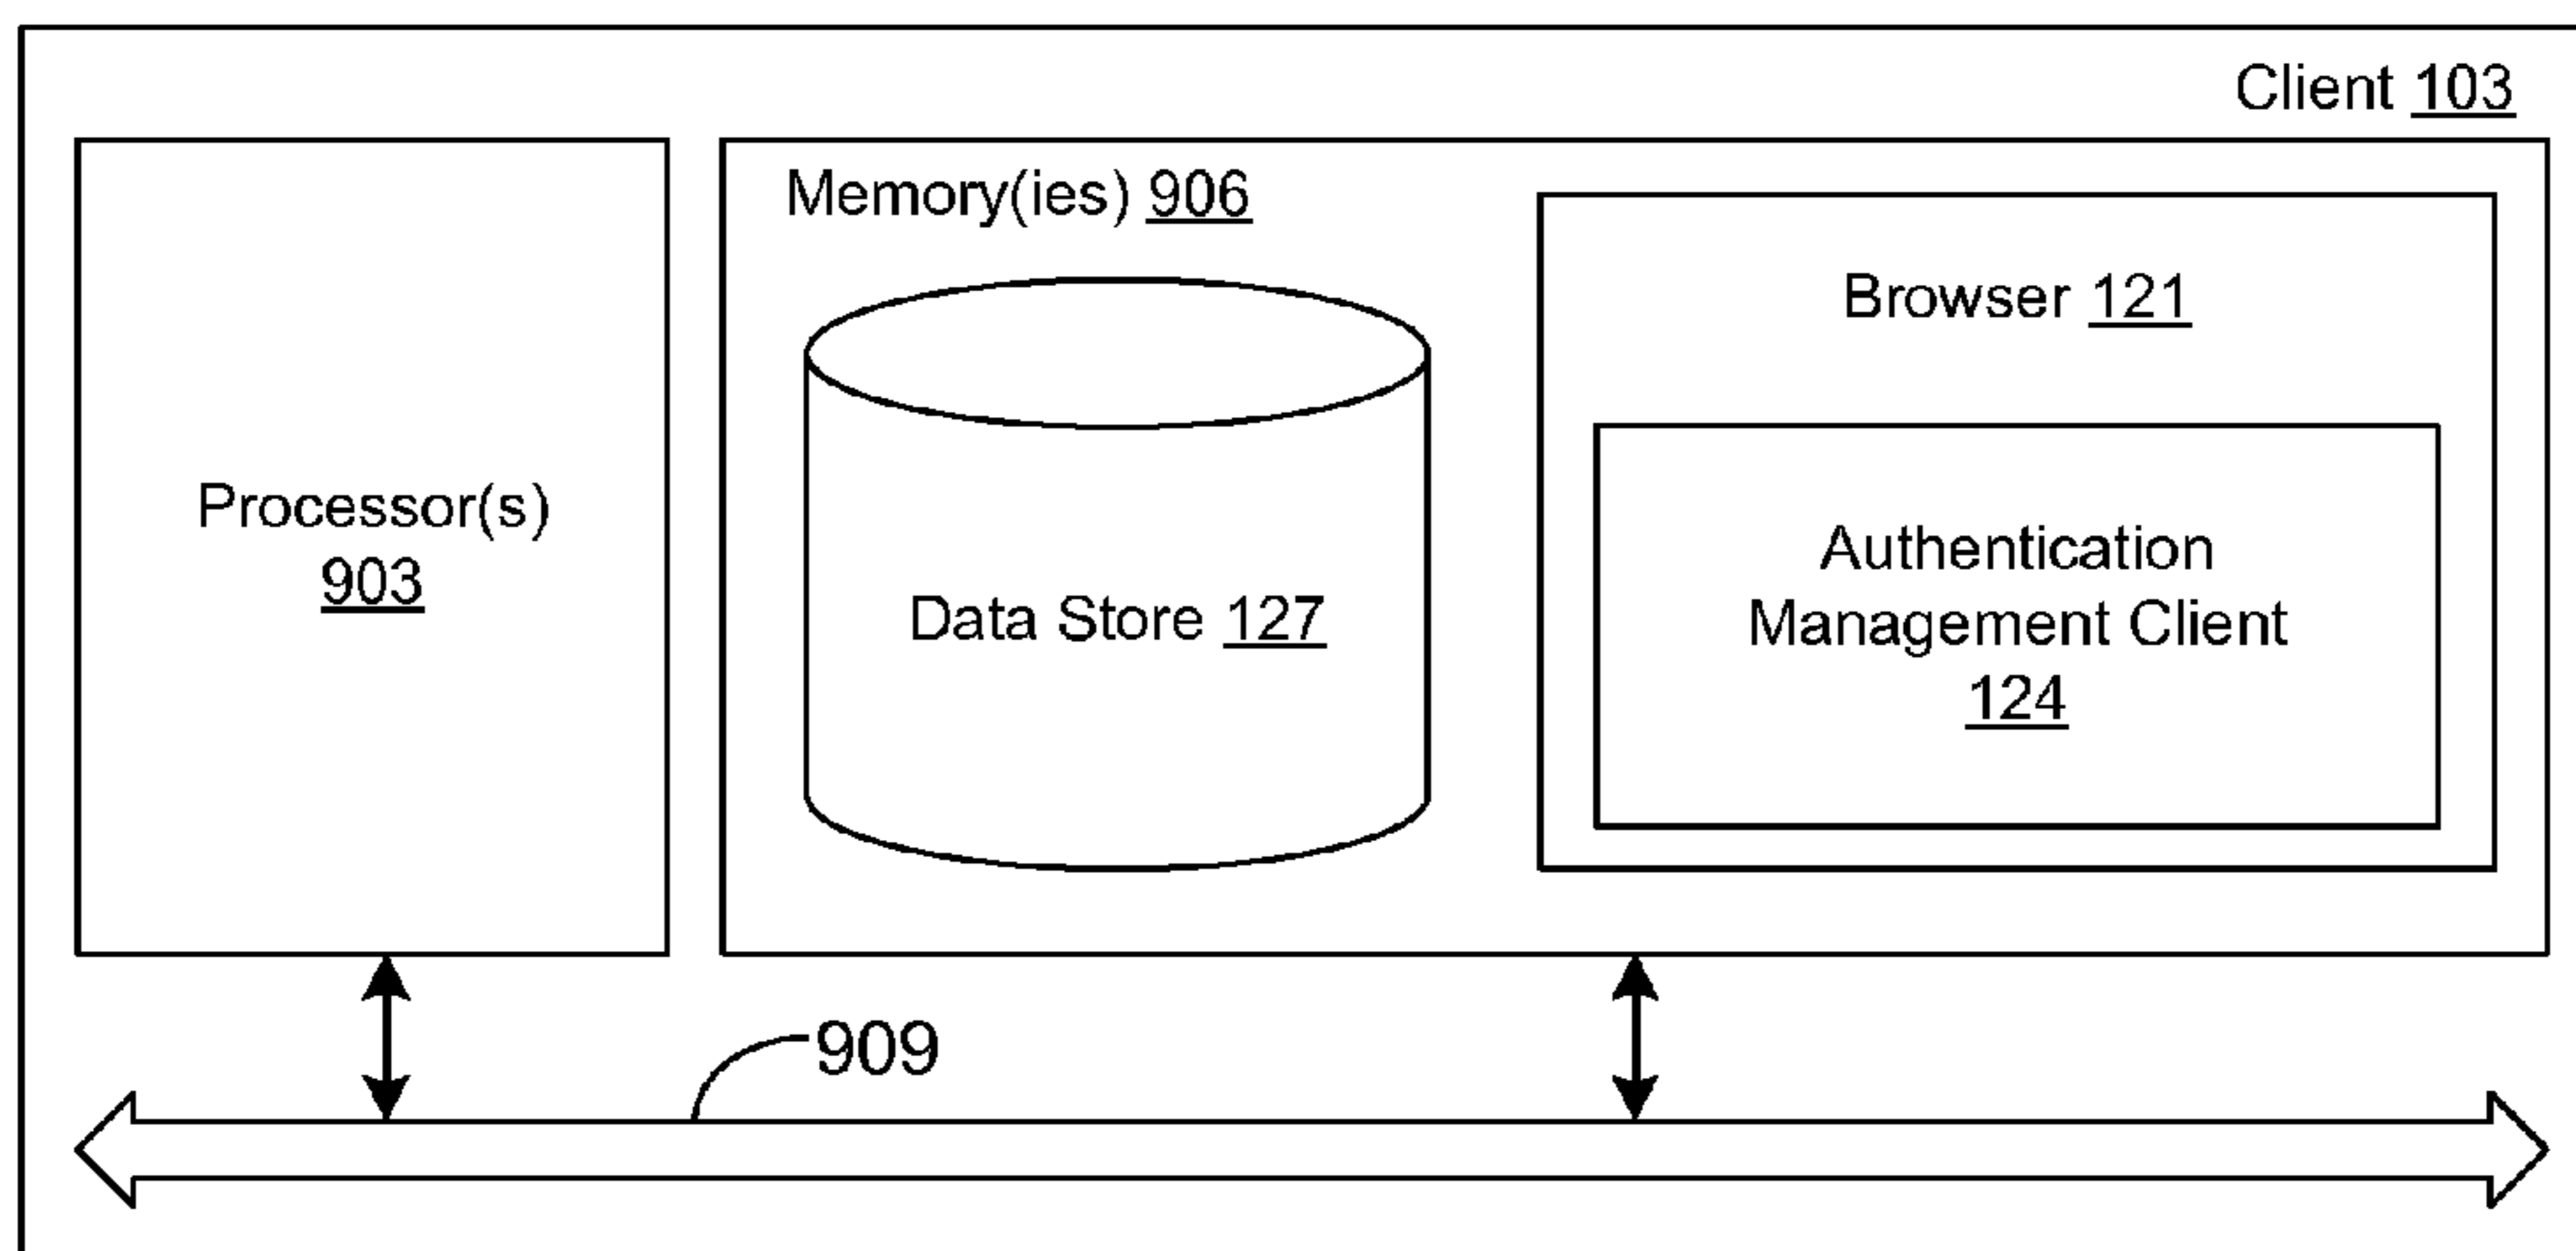 Client 103
Memory(ies) 906
Browser 121
Processor(s)
903
Data Store 127
Authentication
Management Client
124
909